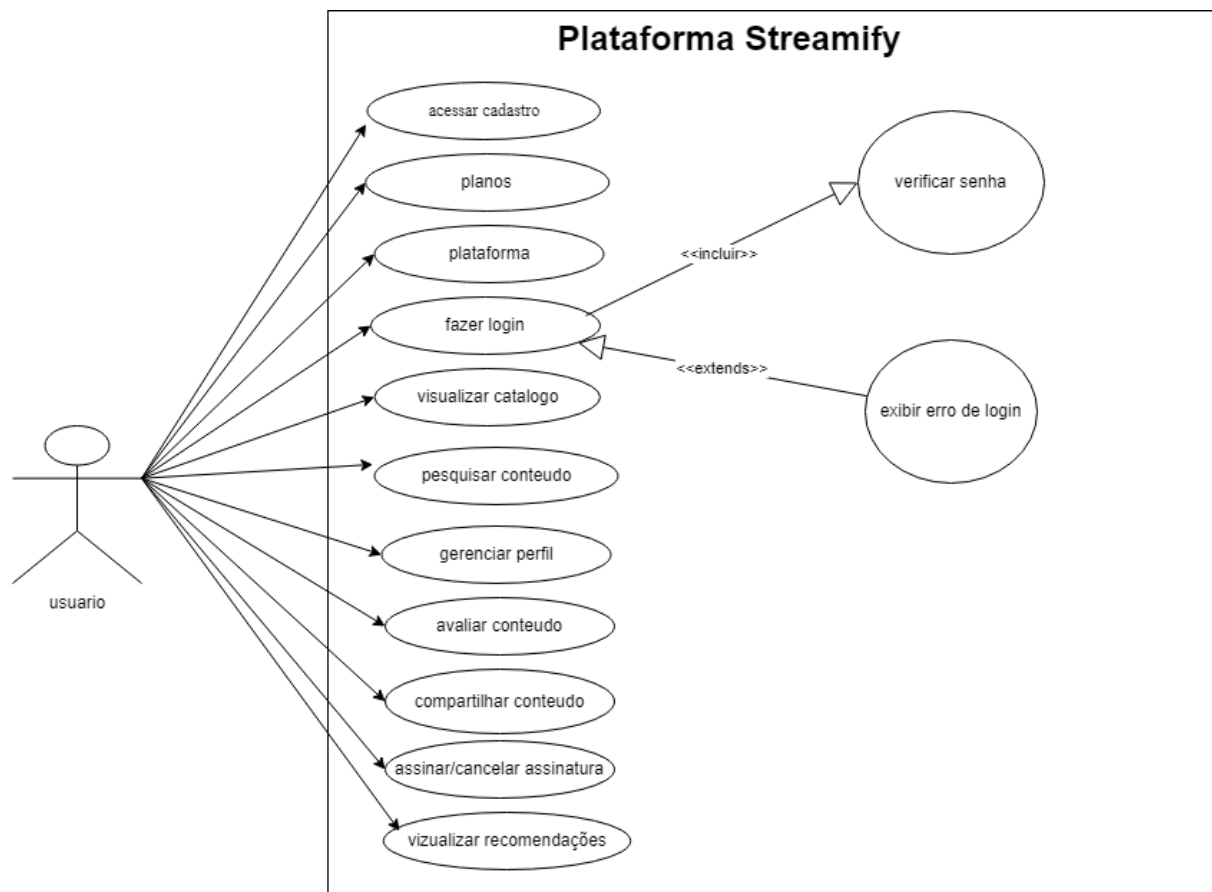 Plataforma Streamify
acessar cadastro
planos
plataforma
fazer login
visualizar catalogo
pesquisar conteudo
gerenciar perfil
avaliar conteudo
compartilhar conteudo
assinar/cancelar assinatura
vizualizar recomendações
usuario
<<incluir>>
verificar senha
<<extends>>
exibir erro de login